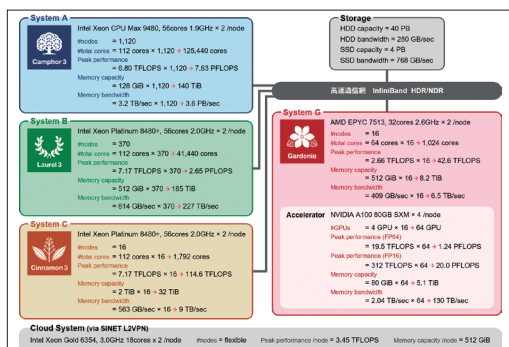 System A
Camphor 3
Intel Xeon CPU Max 9480, 56cores 1.9GHz × 2 /node
#nodes = 1,120
#total cores = 112 cores × 1,120 → 125,440 cores
Peak performance
= 6.80 TFLOPS × 1,120 → 7.63 PFLOPS
Memory capacity
= 128 GiB × 1,120 → 140 TiB
Memory bandwidth
= 3.2 TB/sec × 1,120 → 3.6 PB/sec
System B
Laurel 3
Intel Xeon Platinum 8480+, 56cores 2.0GHz × 2 /node
#nodes = 370
#total cores = 112 cores × 370 → 41,440 cores
Peak performance
= 7.17 TFLOPS × 370 → 2.65 PFLOPS
Memory capacity
= 512 GiB × 370 → 185 TiB
Memory bandwidth
= 614 GB/sec × 370 → 227 TB/sec
System C
Cinnamon 3
Intel Xeon Platinum 8480+, 56cores 2.0GHz × 2 /node
#nodes = 16
#total cores = 112 cores × 16 → 1,792 cores
Peak performance
= 7.17 TFLOPS × 16 → 114.6 TFLOPS
Memory capacity
= 2 TiB × 16 → 32 TiB
Memory bandwidth
= 563 GB/sec × 16 → 9 TB/sec
Storage
HDD capacity = 40 PB
HDD bandwidth = 280 GB/sec
SSD capacity = 4 PB
SSD bandwidth = 768 GB/sec
高速通信網 InfiniBand HDR/NDR
System G
Gardenia
AMD EPYC 7513, 32cores 2.6GHz × 2 /node
#nodes = 16
#total cores = 64 cores × 16 → 1,024 cores
Peak performance
= 2.66 TFLOPS × 16 → 42.6 TFLOPS
Memory capacity
= 512 GiB × 16 → 8.2 TiB
Memory bandwidth
= 409 GB/sec × 16 → 6.5 TB/sec
Accelerator NVIDIA A100 80GB SXM × 4 /node
#GPUs = 4 GPU × 16 → 64 GPU
Peak performance (FP64)
= 19.5 TFLOPS × 64 → 1.24 PFLOPS
Peak performance (FP16)
= 312 TFLOPS × 64 → 20.0 PFLOPS
Memory capacity
= 80 GiB × 64 → 5.1 TiB
Memory bandwidth
= 2.04 TB/sec × 64 → 130 TB/sec
Cloud System (via SINET L2VPN)
Intel Xeon Gold 6354, 3.0GHz 18cores x 2 /node #nodes = flexible Peak performance /node = 3.45 TFLOPS Memory capacity /node = 512 GiB